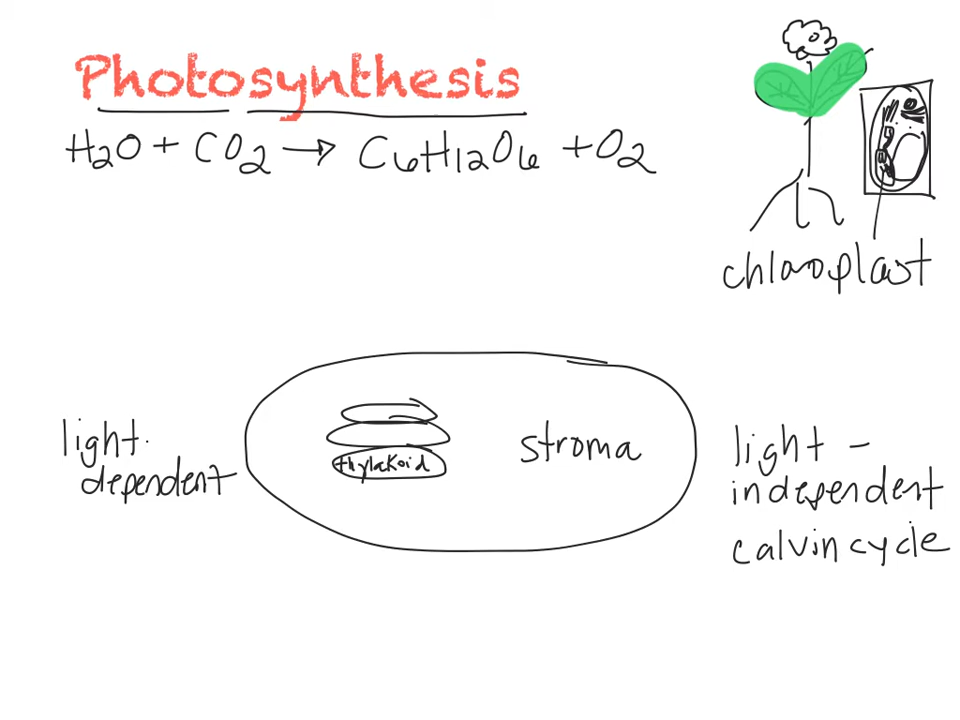 Photosynthesis
H2O + CO2 → C6H12O6 + O2
chloroplast
light
dependent
thylakoid
stroma
light -
independent
calvin cycle